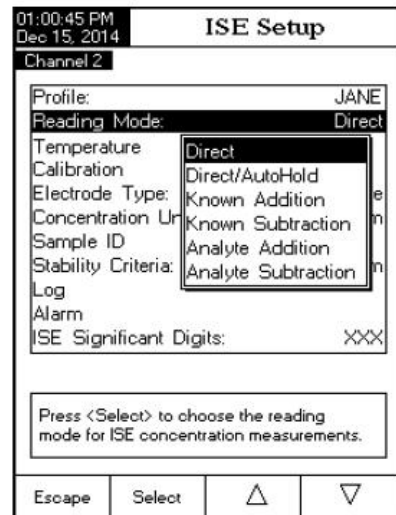 01:00:45 PM
Dec 15, 2014
ISE Setup
Channel 2
Profile: JANE
Reading Mode: Direct
Temperature
Calibration
Electrode Type:
Concentration
Sample ID
Stability Criteria:
Log
Alarm
ISE Significant Digits: XXX
Direct
Direct/AutoHold
Known Addition
Known Subtraction
Analyte Addition
Analyte Subtraction
Press <Select> to choose the reading
mode for ISE concentration measurements.
Escape Select △ ▽